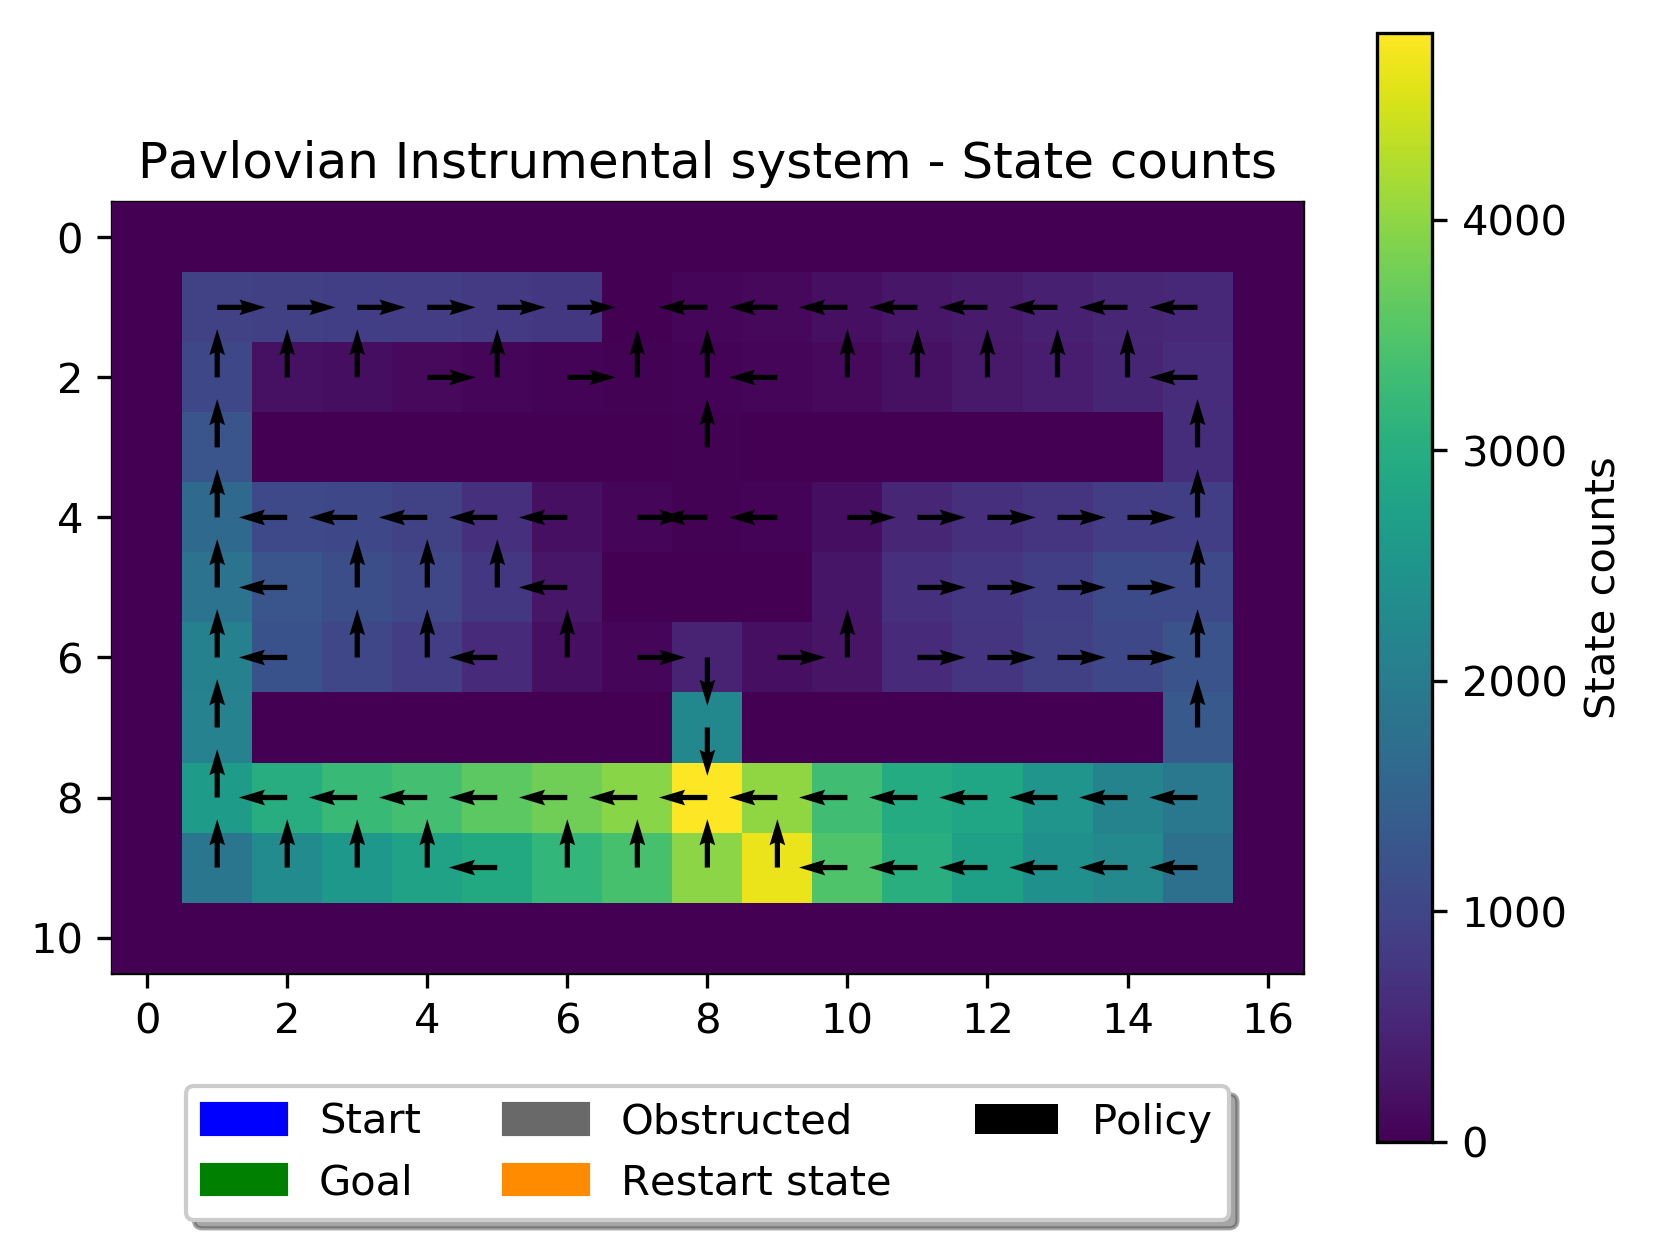 Pavlovian Instrumental system - State counts
0
2
4
6
8
10
0 2 4 6 8 10 12 14 16
4000
3000
2000
1000
0
State counts
Start Obstructed Policy
Goal Restart state